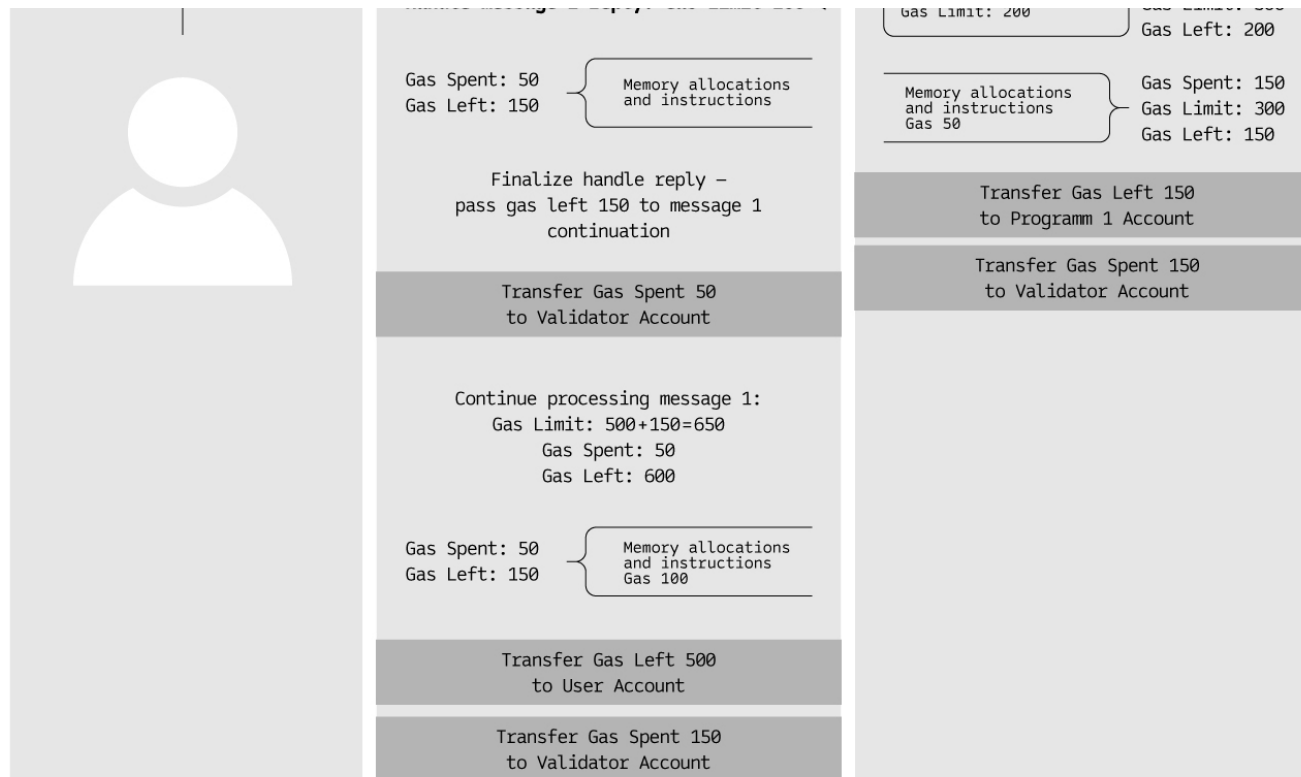 Gas Spent: 50
Gas Left: 150
Memory allocations
and instructions
Finalize handle reply –
pass gas left 150 to message 1
continuation
Transfer Gas Spent 50
to Validator Account
Continue processing message 1:
Gas Limit: 500+150=650
Gas Spent: 50
Gas Left: 600
Gas Spent: 50
Gas Left: 150
Memory allocations
and instructions
Gas 100
Transfer Gas Left 500
to User Account
Transfer Gas Spent 150
to Validator Account
Gas Limit: 200
Gas Left: 200
Memory allocations
and instructions
Gas 50
Gas Spent: 150
Gas Limit: 300
Gas Left: 150
Transfer Gas Left 150
to Programm 1 Account
Transfer Gas Spent 150
to Validator Account